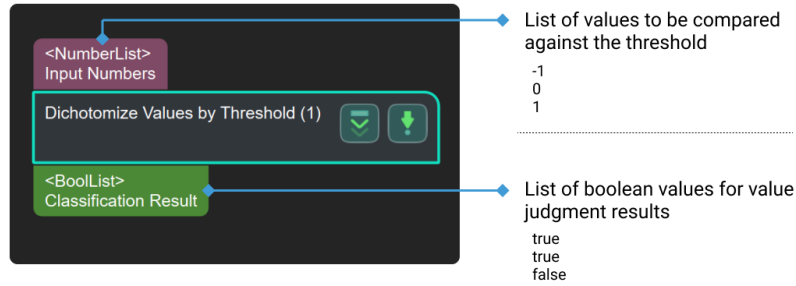 <NumberList>
Input Numbers
Dichotomize Values by Threshold (1)
<BoolList>
Classification Result
List of values to be compared
against the threshold
-1
0
1
List of boolean values for value
judgment results
true
true
false